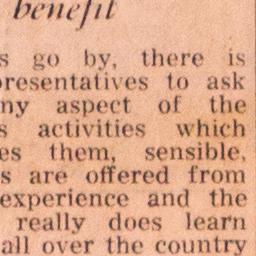 benefit
s go by, there is
presentatives to ask
ny aspect of the
s activities which
es them, sensible,
s are offered from
experience and the
really does learn
all over the country